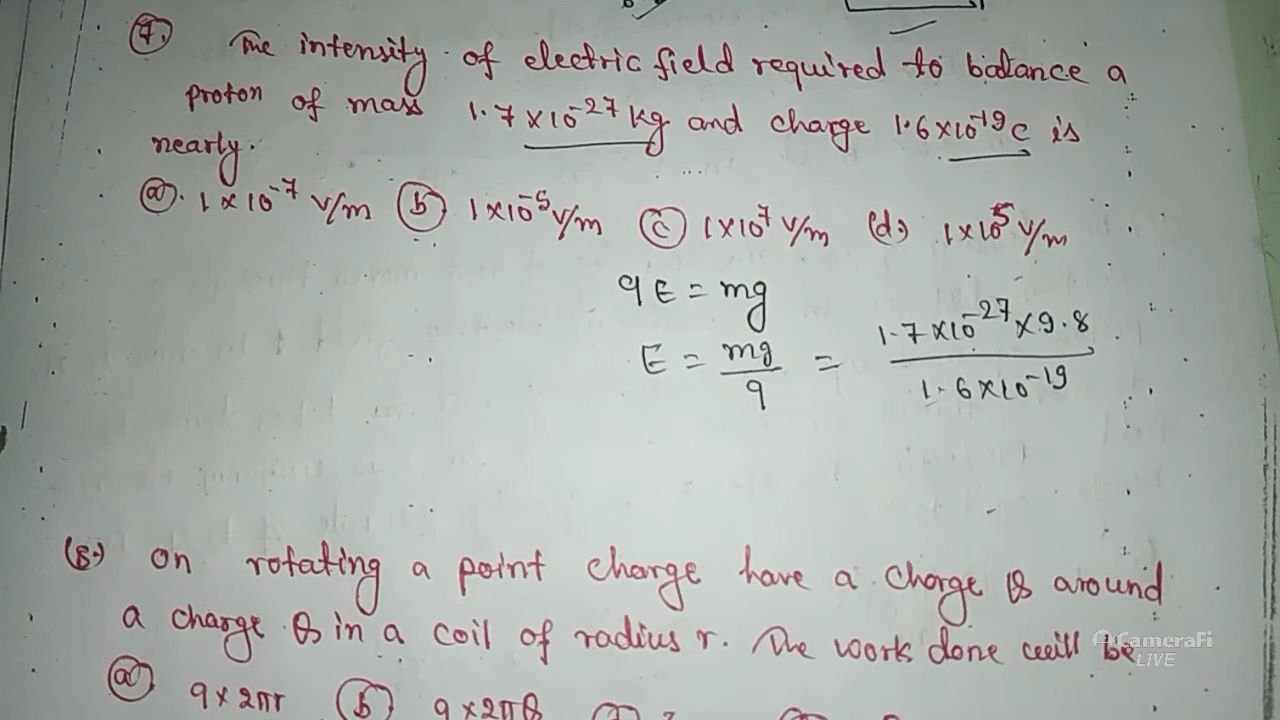 7. The intensity of electric field required to balance a
proton of mass 1.7×10⁻²⁷ kg and charge 1.6×10⁻¹⁹ C is
nearly.
(a). 1×10⁻⁷ V/m (b) 1×10⁻⁵ V/m (c) 1×10⁷ V/m (d) 1×10⁵ V/m
qE = mg
E = mg/q = 1.7×10⁻²⁷×9.8/1.6×10⁻¹⁹
(8.) On rotating a point charge have a charge Q around
a charge Q in a coil of radius r. The work done will be
CameraFi
LIVE
(a) q×2πr (b) q×2πQ